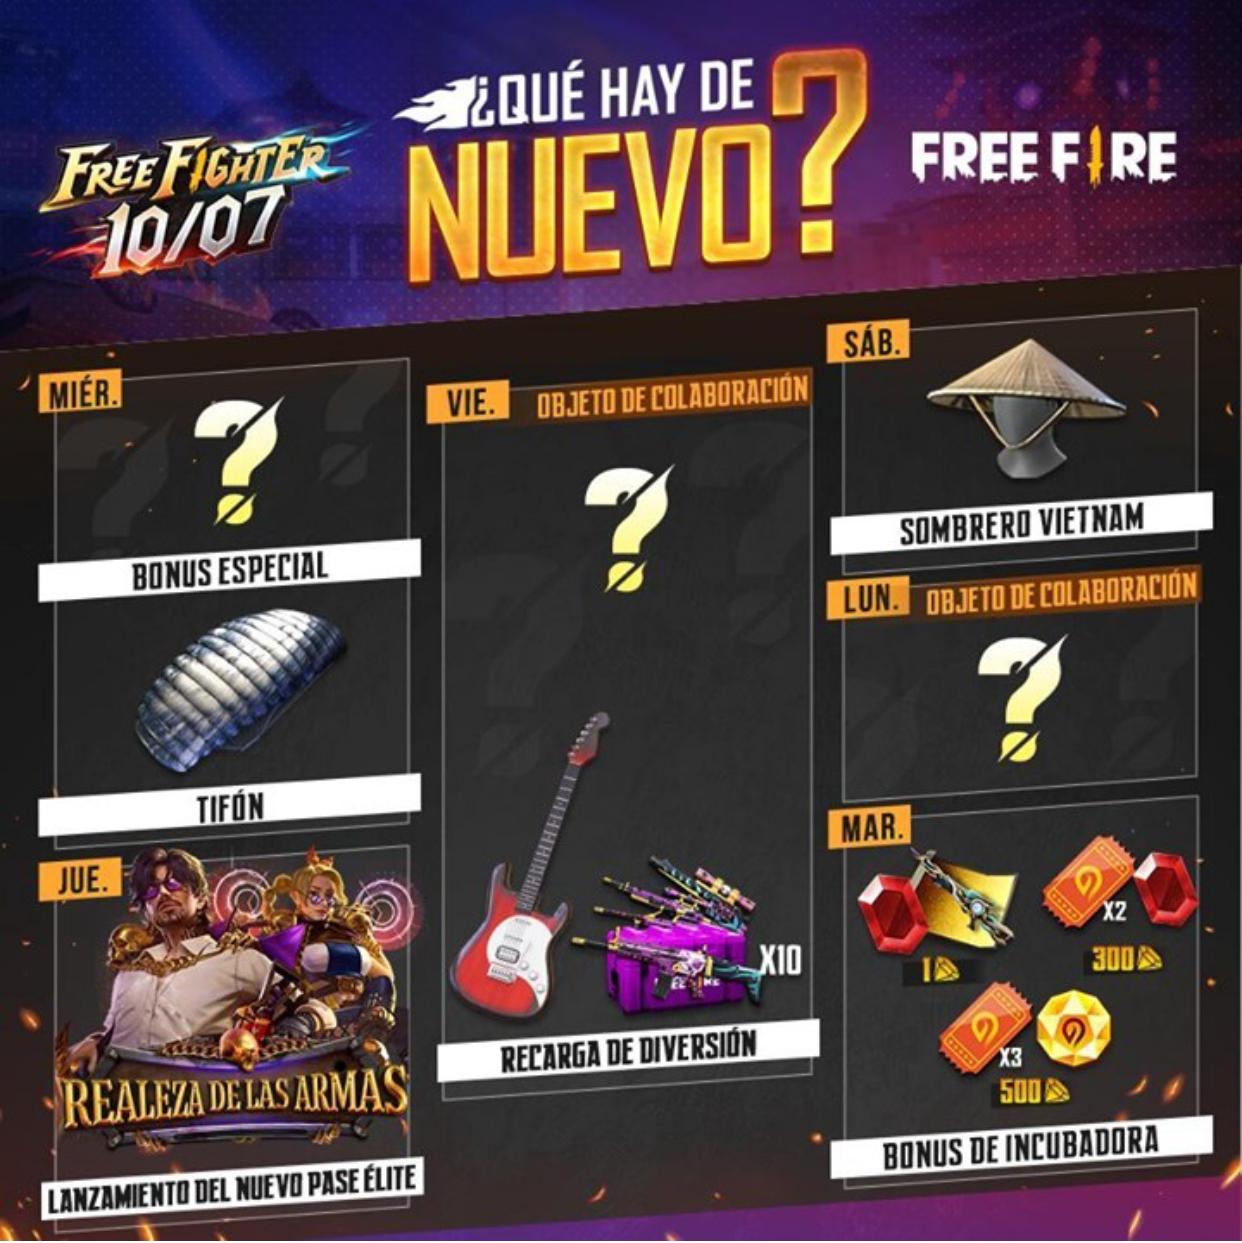 ¿QUÉ HAY DE
NUEVO?
FREE FIGHTER
10/07
FREE FIRE
MIÉR.
BONUS ESPECIAL
TIFÓN
JUE.
REALEZA DE LAS ARMAS
LANZAMIENTO DEL NUEVO PASE ÉLITE
VIE.
OBJETO DE COLABORACIÓN
X10
RECARGA DE DIVERSIÓN
SÁB.
SOMBRERO VIETNAM
LUN.
OBJETO DE COLABORACIÓN
MAR.
1
X2
300
X3
500
BONUS DE INCUBADORA